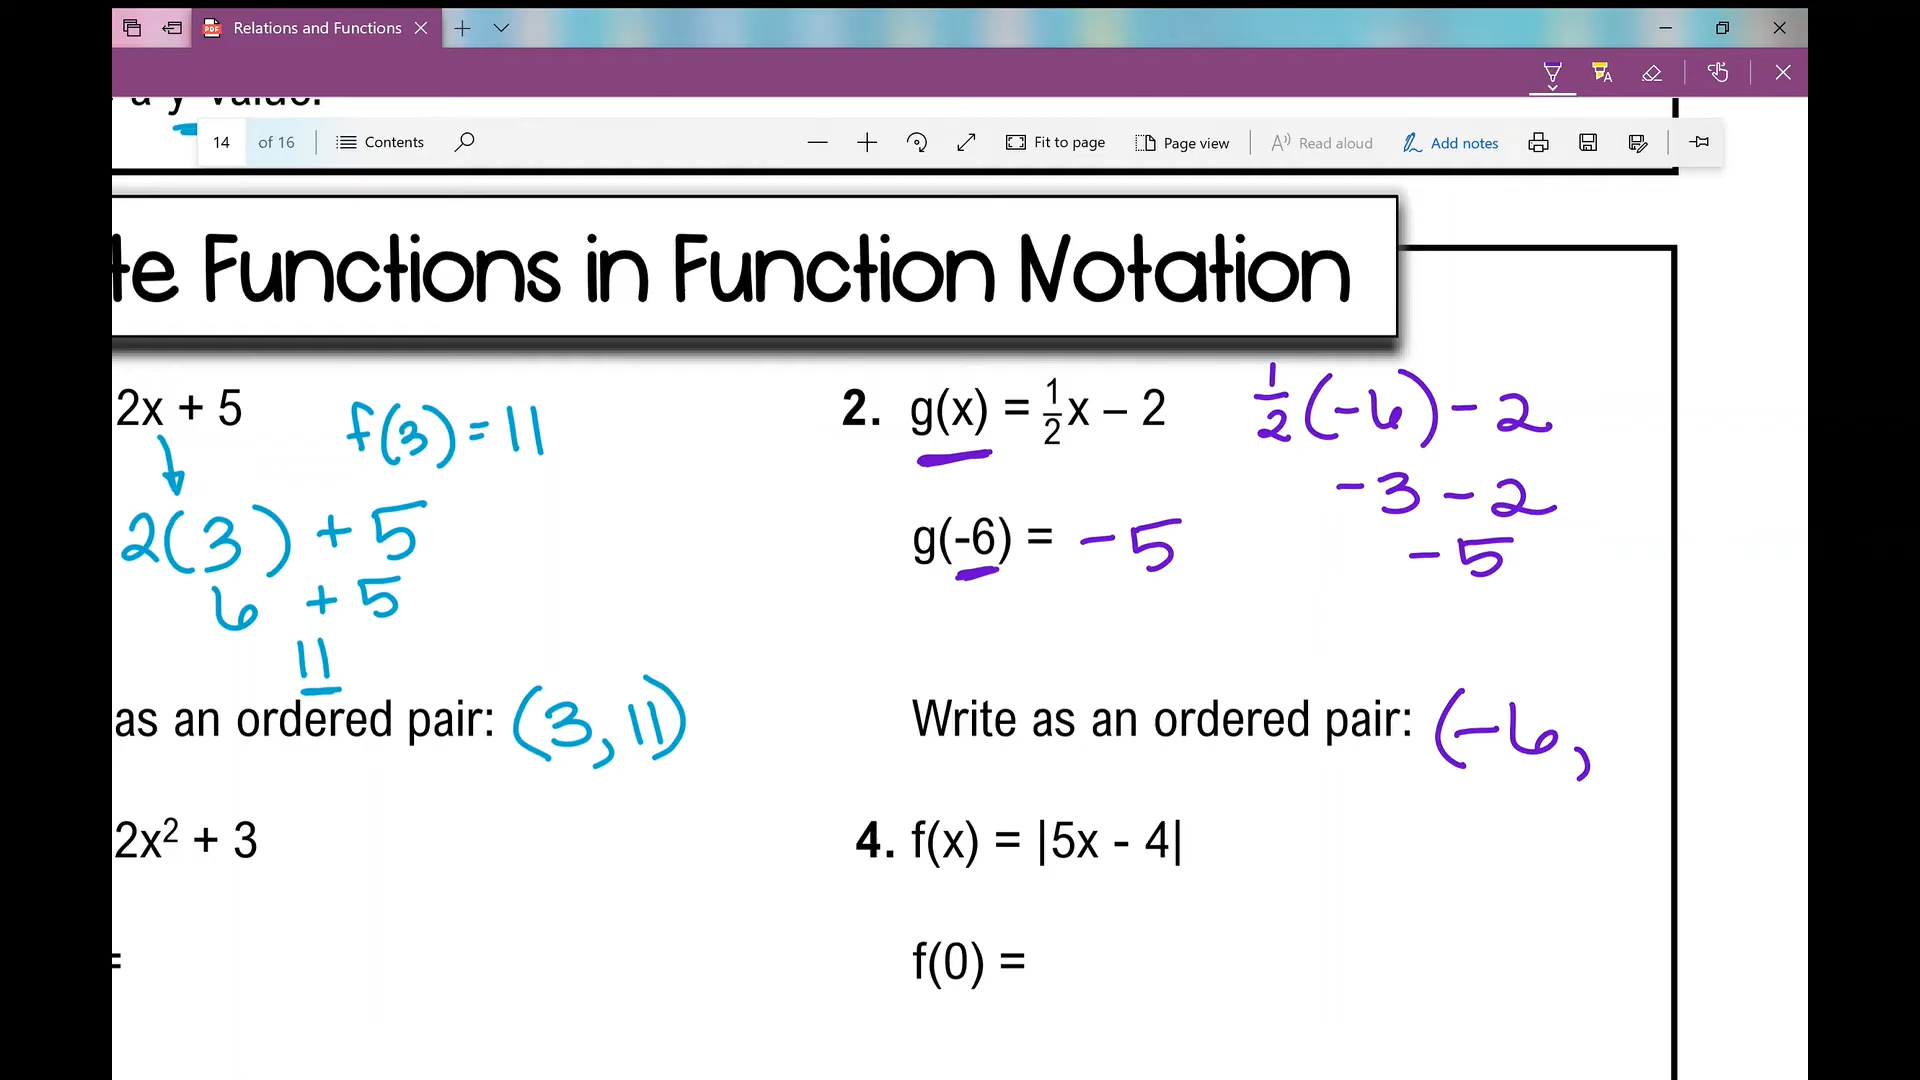 Relations and Functions
a y value.
14 of 16 Contents Fit to page Page view Read aloud Add notes
te Functions in Function Notation
2x + 5
f(3) = 11
2(3) + 5
6 + 5
11
as an ordered pair: (3, 11)
2x² + 3
=
2. g(x) = 1/2x – 2
1/2(-6) - 2
-3 - 2
-5
g(-6) = -5
Write as an ordered pair: (-6,
4. f(x) = |5x - 4|
f(0) =